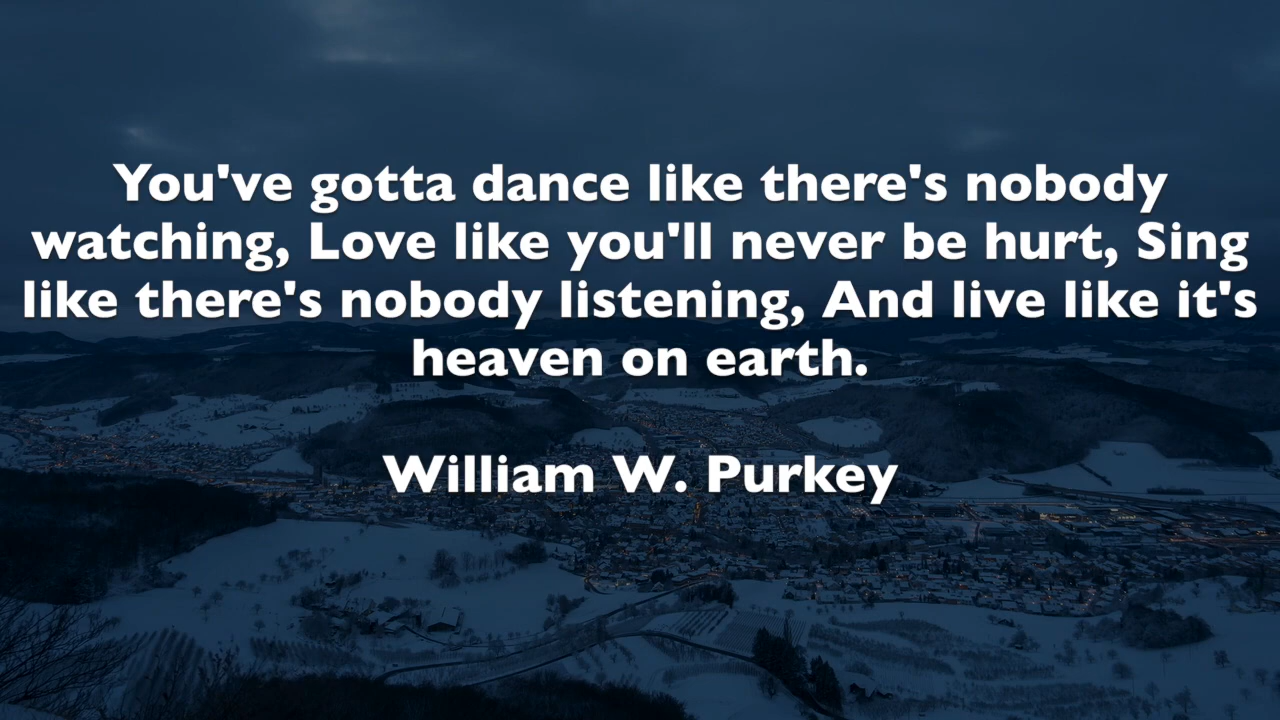 You've gotta dance like there's nobody
watching, Love like you'll never be hurt, Sing
like there's nobody listening, And live like it's
heaven on earth.
William W. Purkey